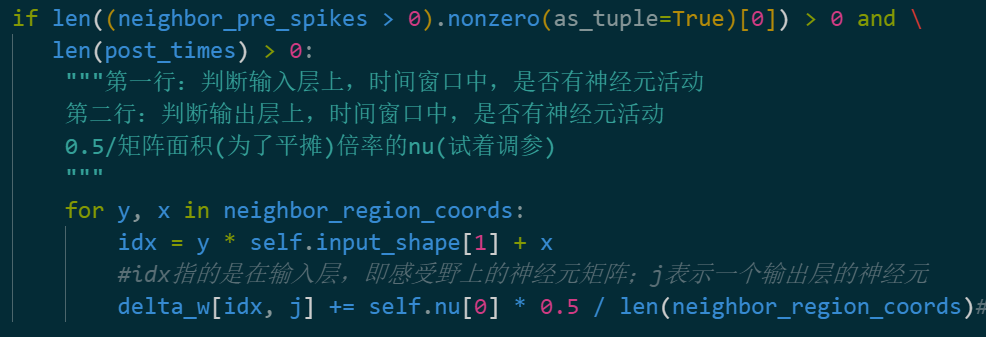 if len((neighbor_pre_spikes > 0).nonzero(as_tuple=True)[0]) > 0 and \
len(post_times) > 0:
"""第一行: 判断输入层上，时间窗口中，是否有神经元活动
第二行: 判断输出层上，时间窗口中，是否有神经元活动
0.5/矩阵面积(为了平摊)倍率的nu(试着调参)
"""
for y, x in neighbor_region_coords:
idx = y * self.input_shape[1] + x
#idx指的是在输入层，即感受野上的神经元矩阵；j表示一个输出层的神经元
delta_w[idx, j] += self.nu[0] * 0.5 / len(neighbor_region_coords)#